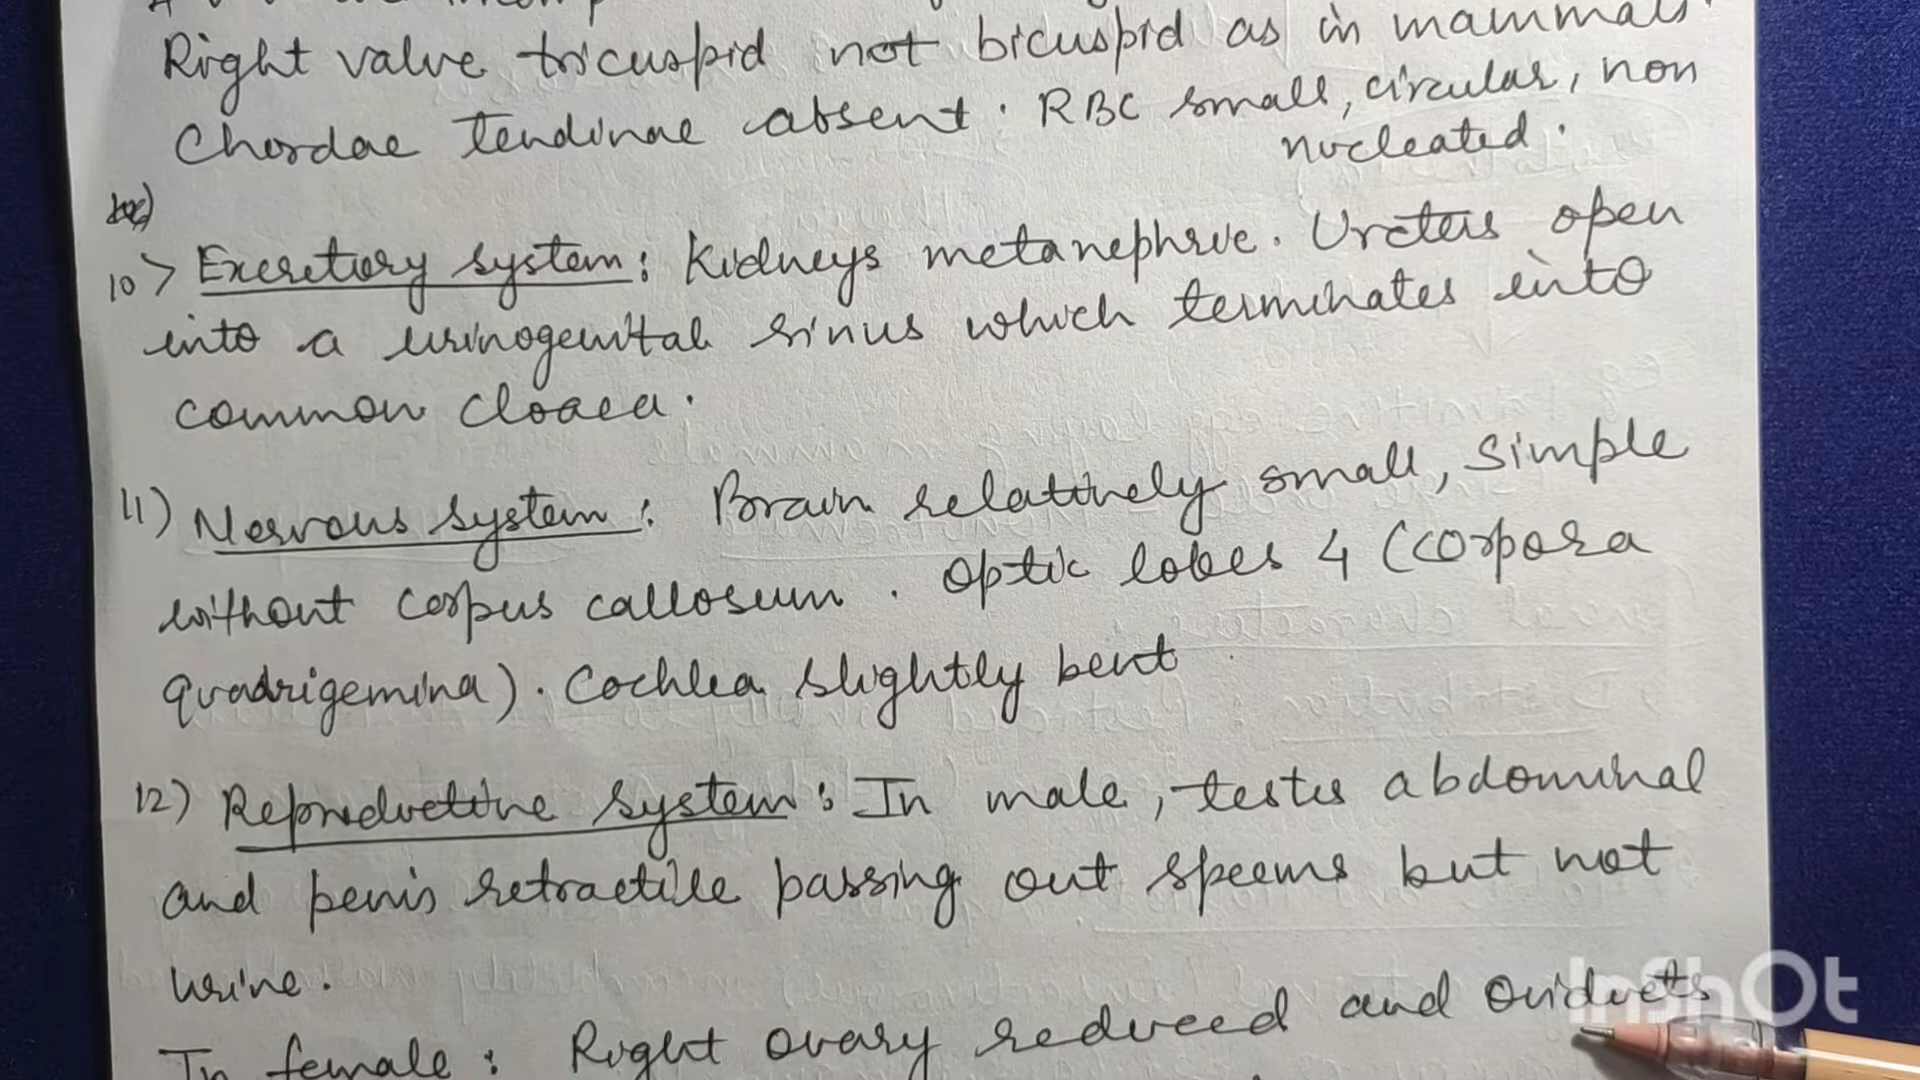 Right valve tricuspid not bicuspid as in mammals.
Chordae tendinae absent. RBC small, circular, non
nucleated.
10> Excretory system: Kidneys metanephric. Ureters open
into a urinogenital sinus which terminates into
common cloaca.
11) Nervous system: Brain relatively small, simple
without corpus callosum. Optic lobes 4 (corpora
quadrigemina). Cochlea slightly bent
12) Reproductive system: In male, testes abdominal
and penis retractile passing out sperms but not
urine.
In female: Right ovary reduced and oviducts
InShOt